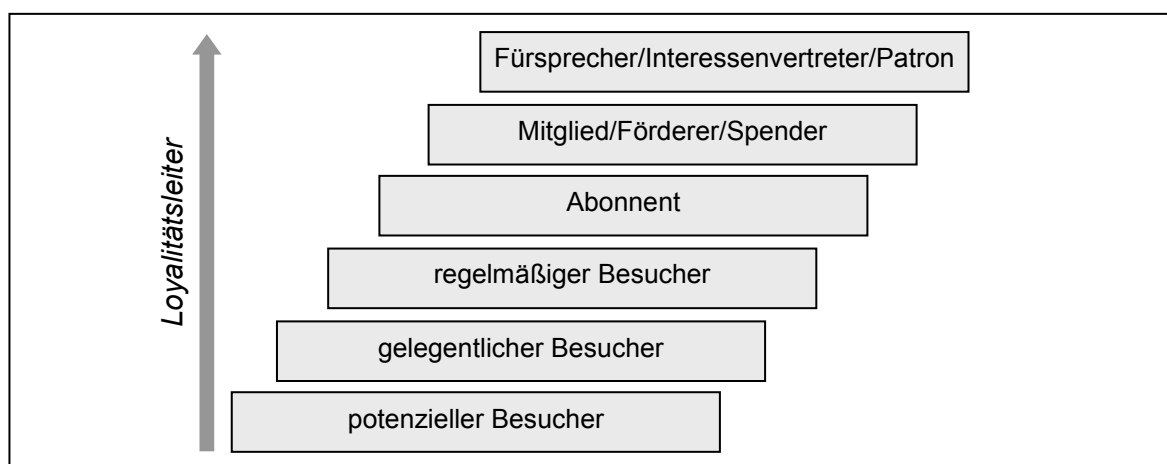 Fürsprecher/Interessenvertreter/Patron
Mitglied/Förderer/Spender
Abonnent
regelmäßiger Besucher
gelegentlicher Besucher
potenzieller Besucher
Loyalitätsleiter